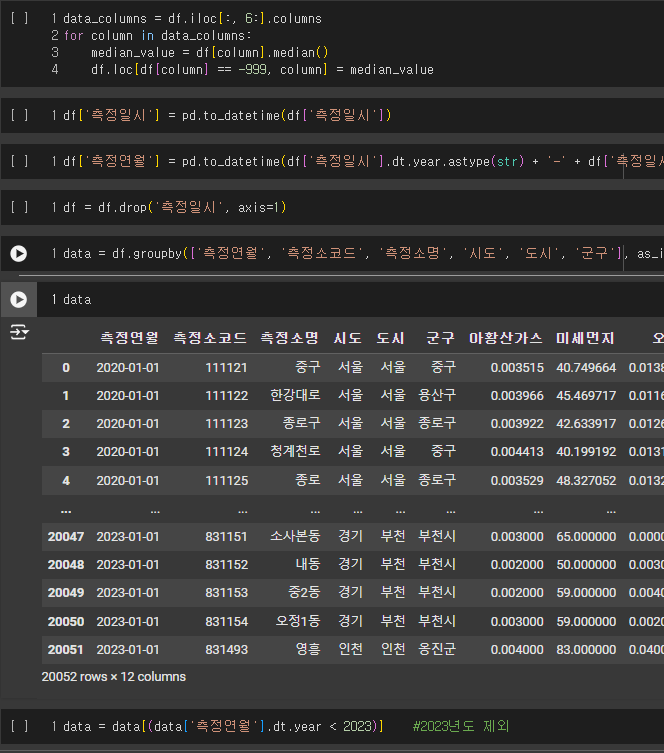 [ ] 1 data_columns = df.iloc[:, 6:].columns
2 for column in data_columns:
3     median_value = df[column].median()
4     df.loc[df[column] == -999, column] = median_value
[ ] 1 df['측정일시'] = pd.to_datetime(df['측정일시'])
[ ] 1 df['측정연월'] = pd.to_datetime(df['측정일시'].dt.year.astype(str) + '-' + df['측정일시
[ ] 1 df = df.drop('측정일시', axis=1)
1 data = df.groupby(['측정연월', '측정소코드', '측정소명', '시도', '도시', '군구'], as_i
1 data
측정연월 측정소코드 측정소명 시도 도시 군구 아황산가스 미세먼지 오
0 2020-01-01 111121 중구 서울 서울 중구 0.003515 40.749664 0.0138
1 2020-01-01 111122 한강대로 서울 서울 용산구 0.003966 45.469717 0.0116
2 2020-01-01 111123 종로구 서울 서울 종로구 0.003922 42.633917 0.0126
3 2020-01-01 111124 청계천로 서울 서울 중구 0.004413 40.199192 0.0131
4 2020-01-01 111125 종로 서울 서울 종로구 0.003529 48.327052 0.0132
... ... ... ... ... ... ... ... ...
20047 2023-01-01 831151 소사본동 경기 부천 부천시 0.003000 65.000000 0.000
20048 2023-01-01 831152 내동 경기 부천 부천시 0.002000 50.000000 0.0030
20049 2023-01-01 831153 중2동 경기 부천 부천시 0.002000 59.000000 0.0040
20050 2023-01-01 831154 오정1동 경기 부천 부천시 0.003000 59.000000 0.0020
20051 2023-01-01 831493 영흥 인천 인천 옹진군 0.004000 83.000000 0.0400
20052 rows × 12 columns
[ ] 1 data = data[(data['측정연월'].dt.year < 2023)] #2023년도 제외